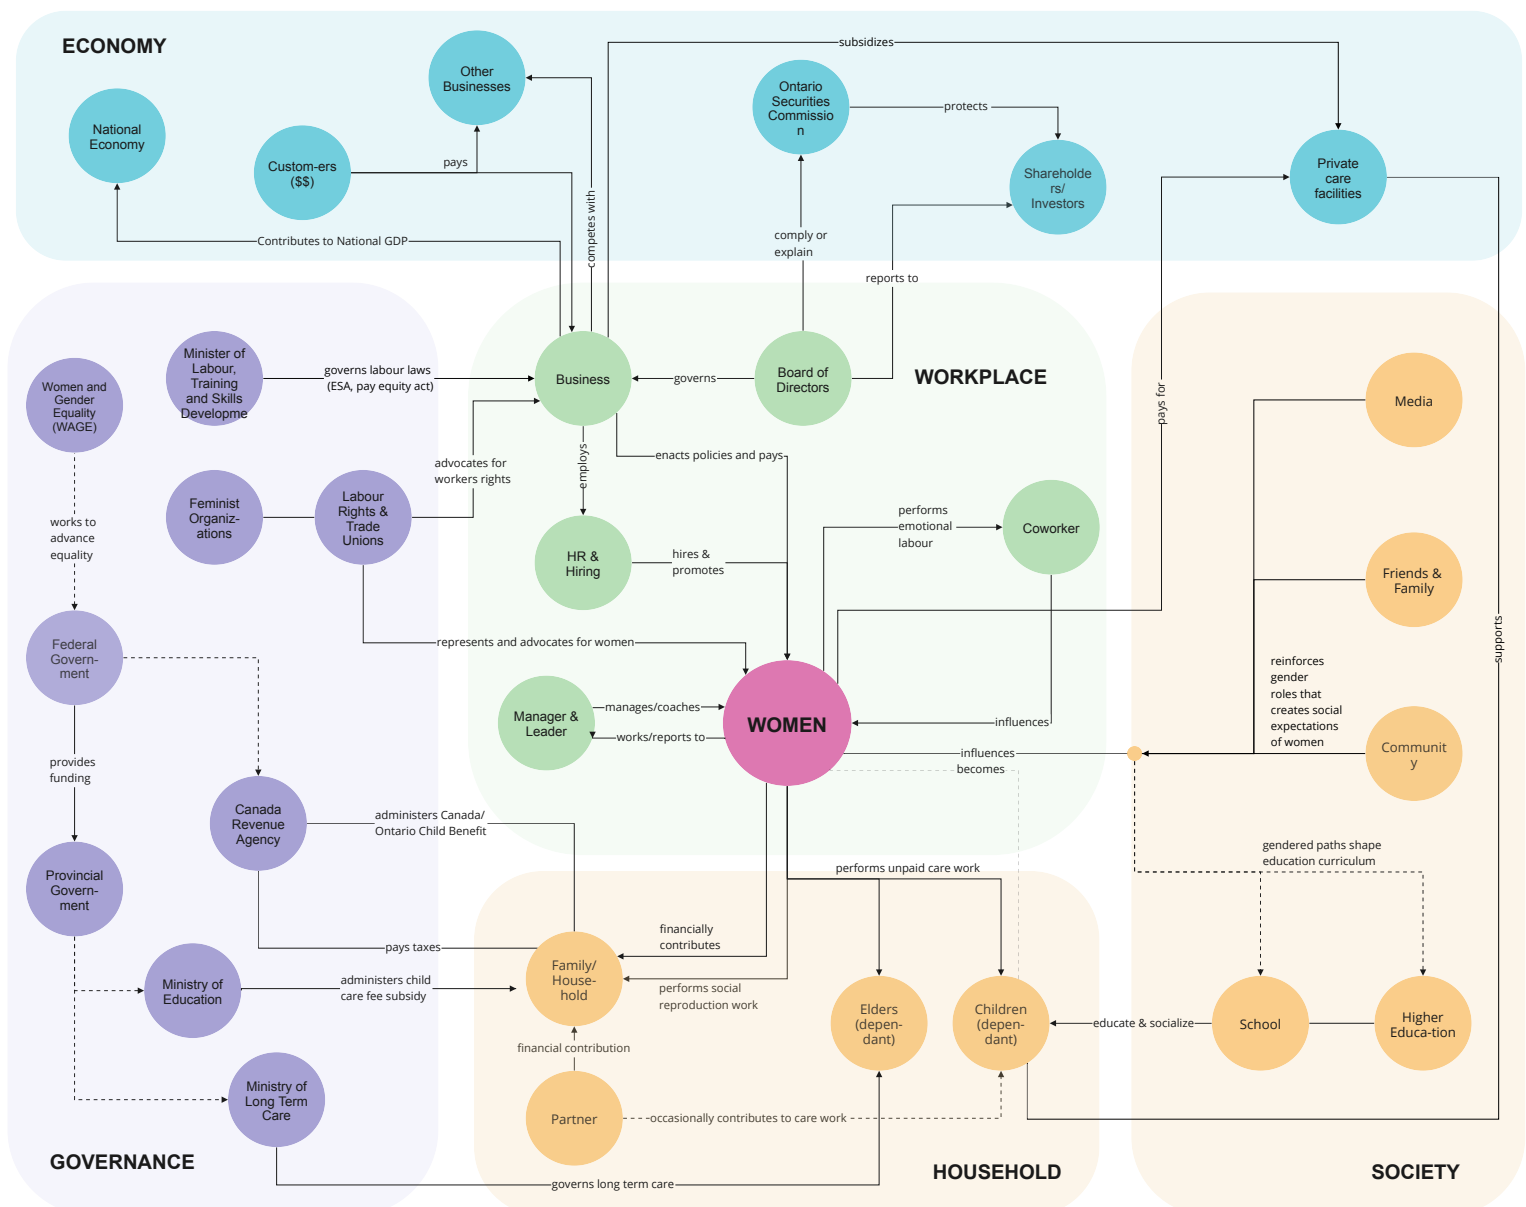 ECONOMY
subsidizes
Other
Businesses
National
Economy
Custom-ers
($$)
pays
competes with
Contributes to National GDP
Ontario
Securities
Commissio
n
protects
Shareholde
rs/
Investors
Private
care
facilities
comply or
explain
reports to
Women and
Gender
Equality
(WAGE)
Minister of
Labour,
Training
and Skills
Developme
governs labour laws
(ESA, pay equity act)
Business
governs
Board of
Directors
WORKPLACE
pays for
Media
advocates for
workers rights
employs
enacts policies and pays
Feminist
Organiz-
ations
Labour
Rights &
Trade
Unions
works to
advance
equality
HR &
Hiring
hires &
promotes
performs
emotional
labour
Coworker
Friends &
Family
Federal
Govern-
ment
represents and advocates for women
supports
reinforces
gender
roles that
creates social
expectations
of women
Manager &
Leader
manages/coaches
works/reports to
WOMEN
influences
influences
becomes
Communit
y
provides
funding
Canada
Revenue
Agency
administers Canada/
Ontario Child Benefit
gendered paths shape
education curriculum
performs unpaid care work
Provincial
Govern-
ment
pays taxes
financially
contributes
Ministry of
Education
administers child
care fee subsidy
Family/
House-
hold
performs social
reproduction work
Elders
(depen-
dant)
Children
(depen-
dant)
educate & socialize
School
Higher
Educa-tion
financial contribution
Ministry of
Long Term
Care
Partner
occasionally contributes to care work
GOVERNANCE
governs long term care
HOUSEHOLD
SOCIETY